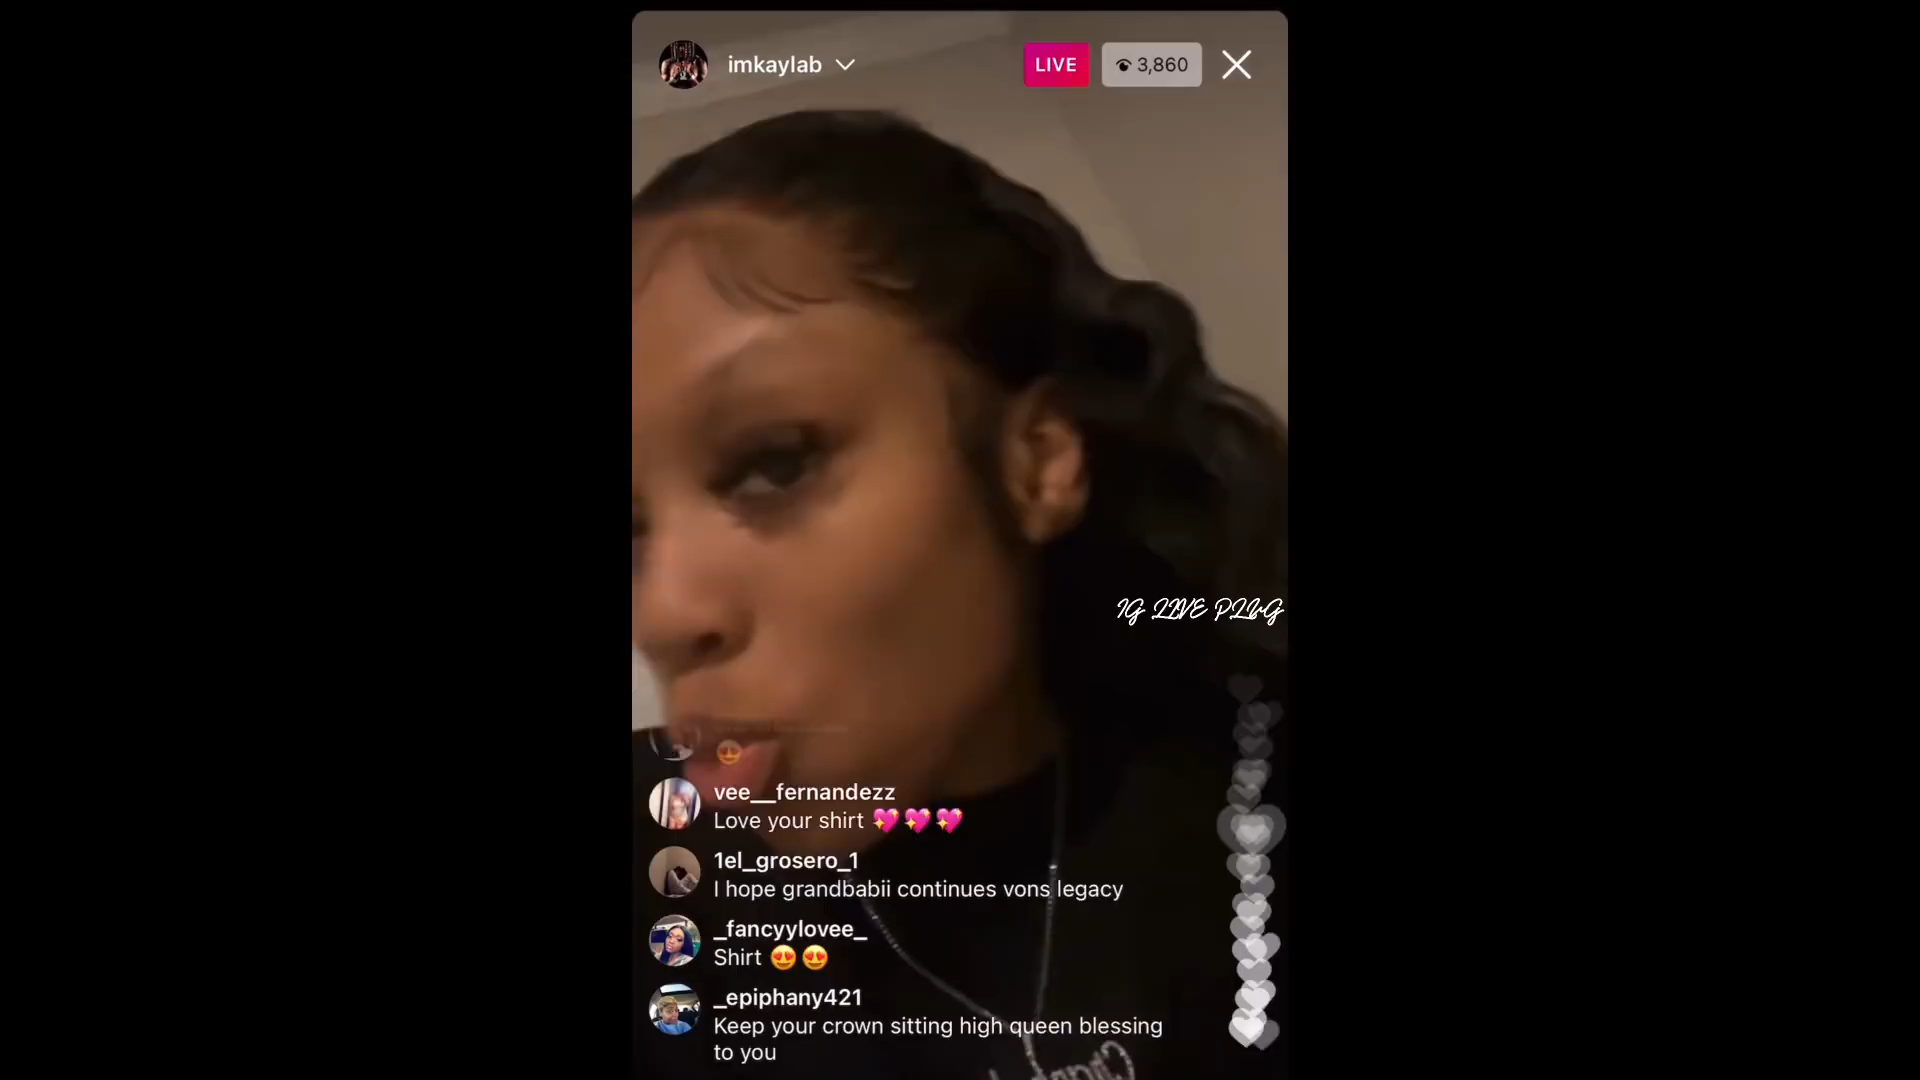 imkaylab
LIVE
3,860
IG LIVE PLUG
😍
vee__fernandezz
Love your shirt 💖💖💖
1el_grosero_1
I hope grandbabii continues vons legacy
_fancyylovee_
Shirt 😍😍
_epiphany421
Keep your crown sitting high queen blessing
to you